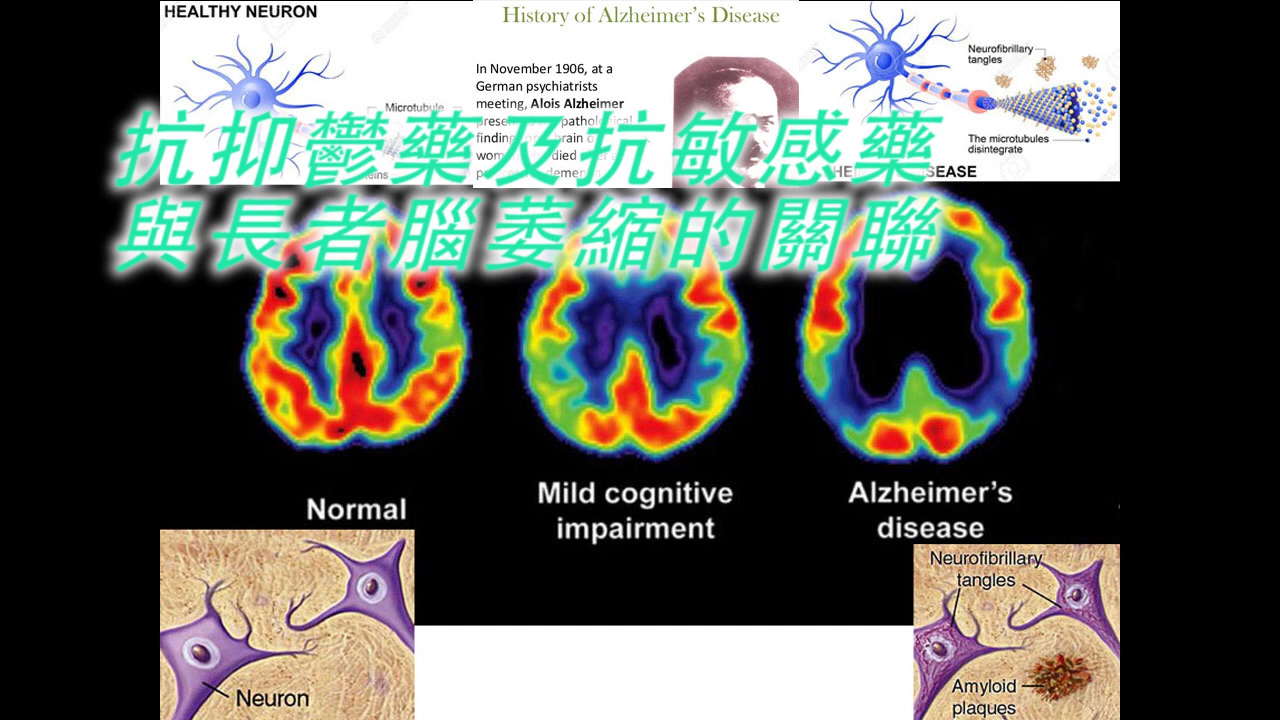 HEALTHY NEURON
History of Alzheimer's Disease
In November 1906, at a
German psychiatrists
meeting, Alois Alzheimer
Microtubule
Neurofibrillary
tangles
The microtubules
disintegrate
抗抑鬱藥及抗敏感藥
與長者腦萎縮的關聯
Normal
Mild cognitive
impairment
Alzheimer's
disease
Neuron
Neurofibrillary
tangles
Amyloid
plaques